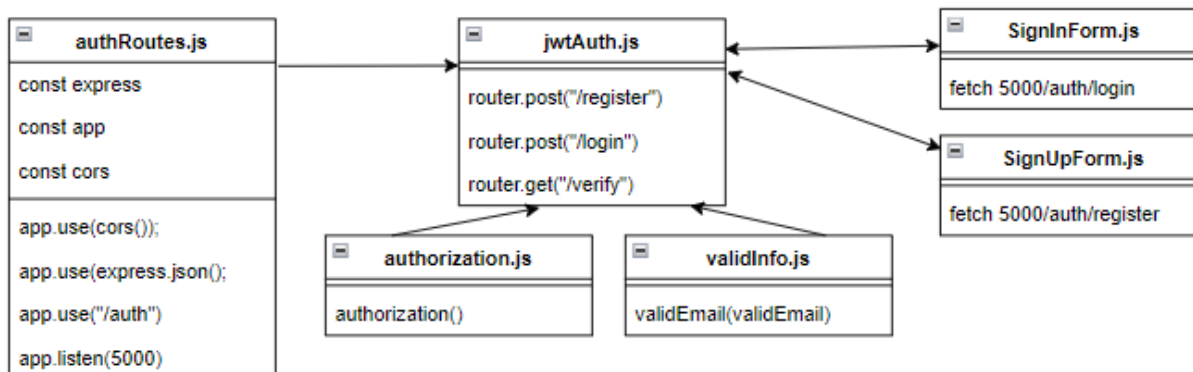 authRoutes.js
const express
const app
const cors
app.use(cors());
app.use(express.json();
app.use("/auth")
app.listen(5000)
jwtAuth.js
router.post("/register")
router.post("/login")
router.get("/verify")
authorization.js
authorization()
validInfo.js
validEmail(validEmail)
SignInForm.js
fetch 5000/auth/login
SignUpForm.js
fetch 5000/auth/register